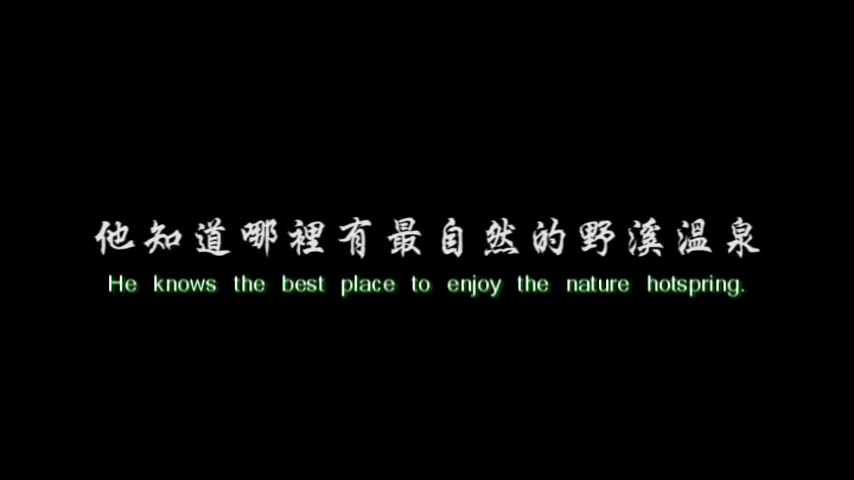 他知道哪裡有最自然的野溪溫泉
He knows the best place to enjoy the nature hotspring.